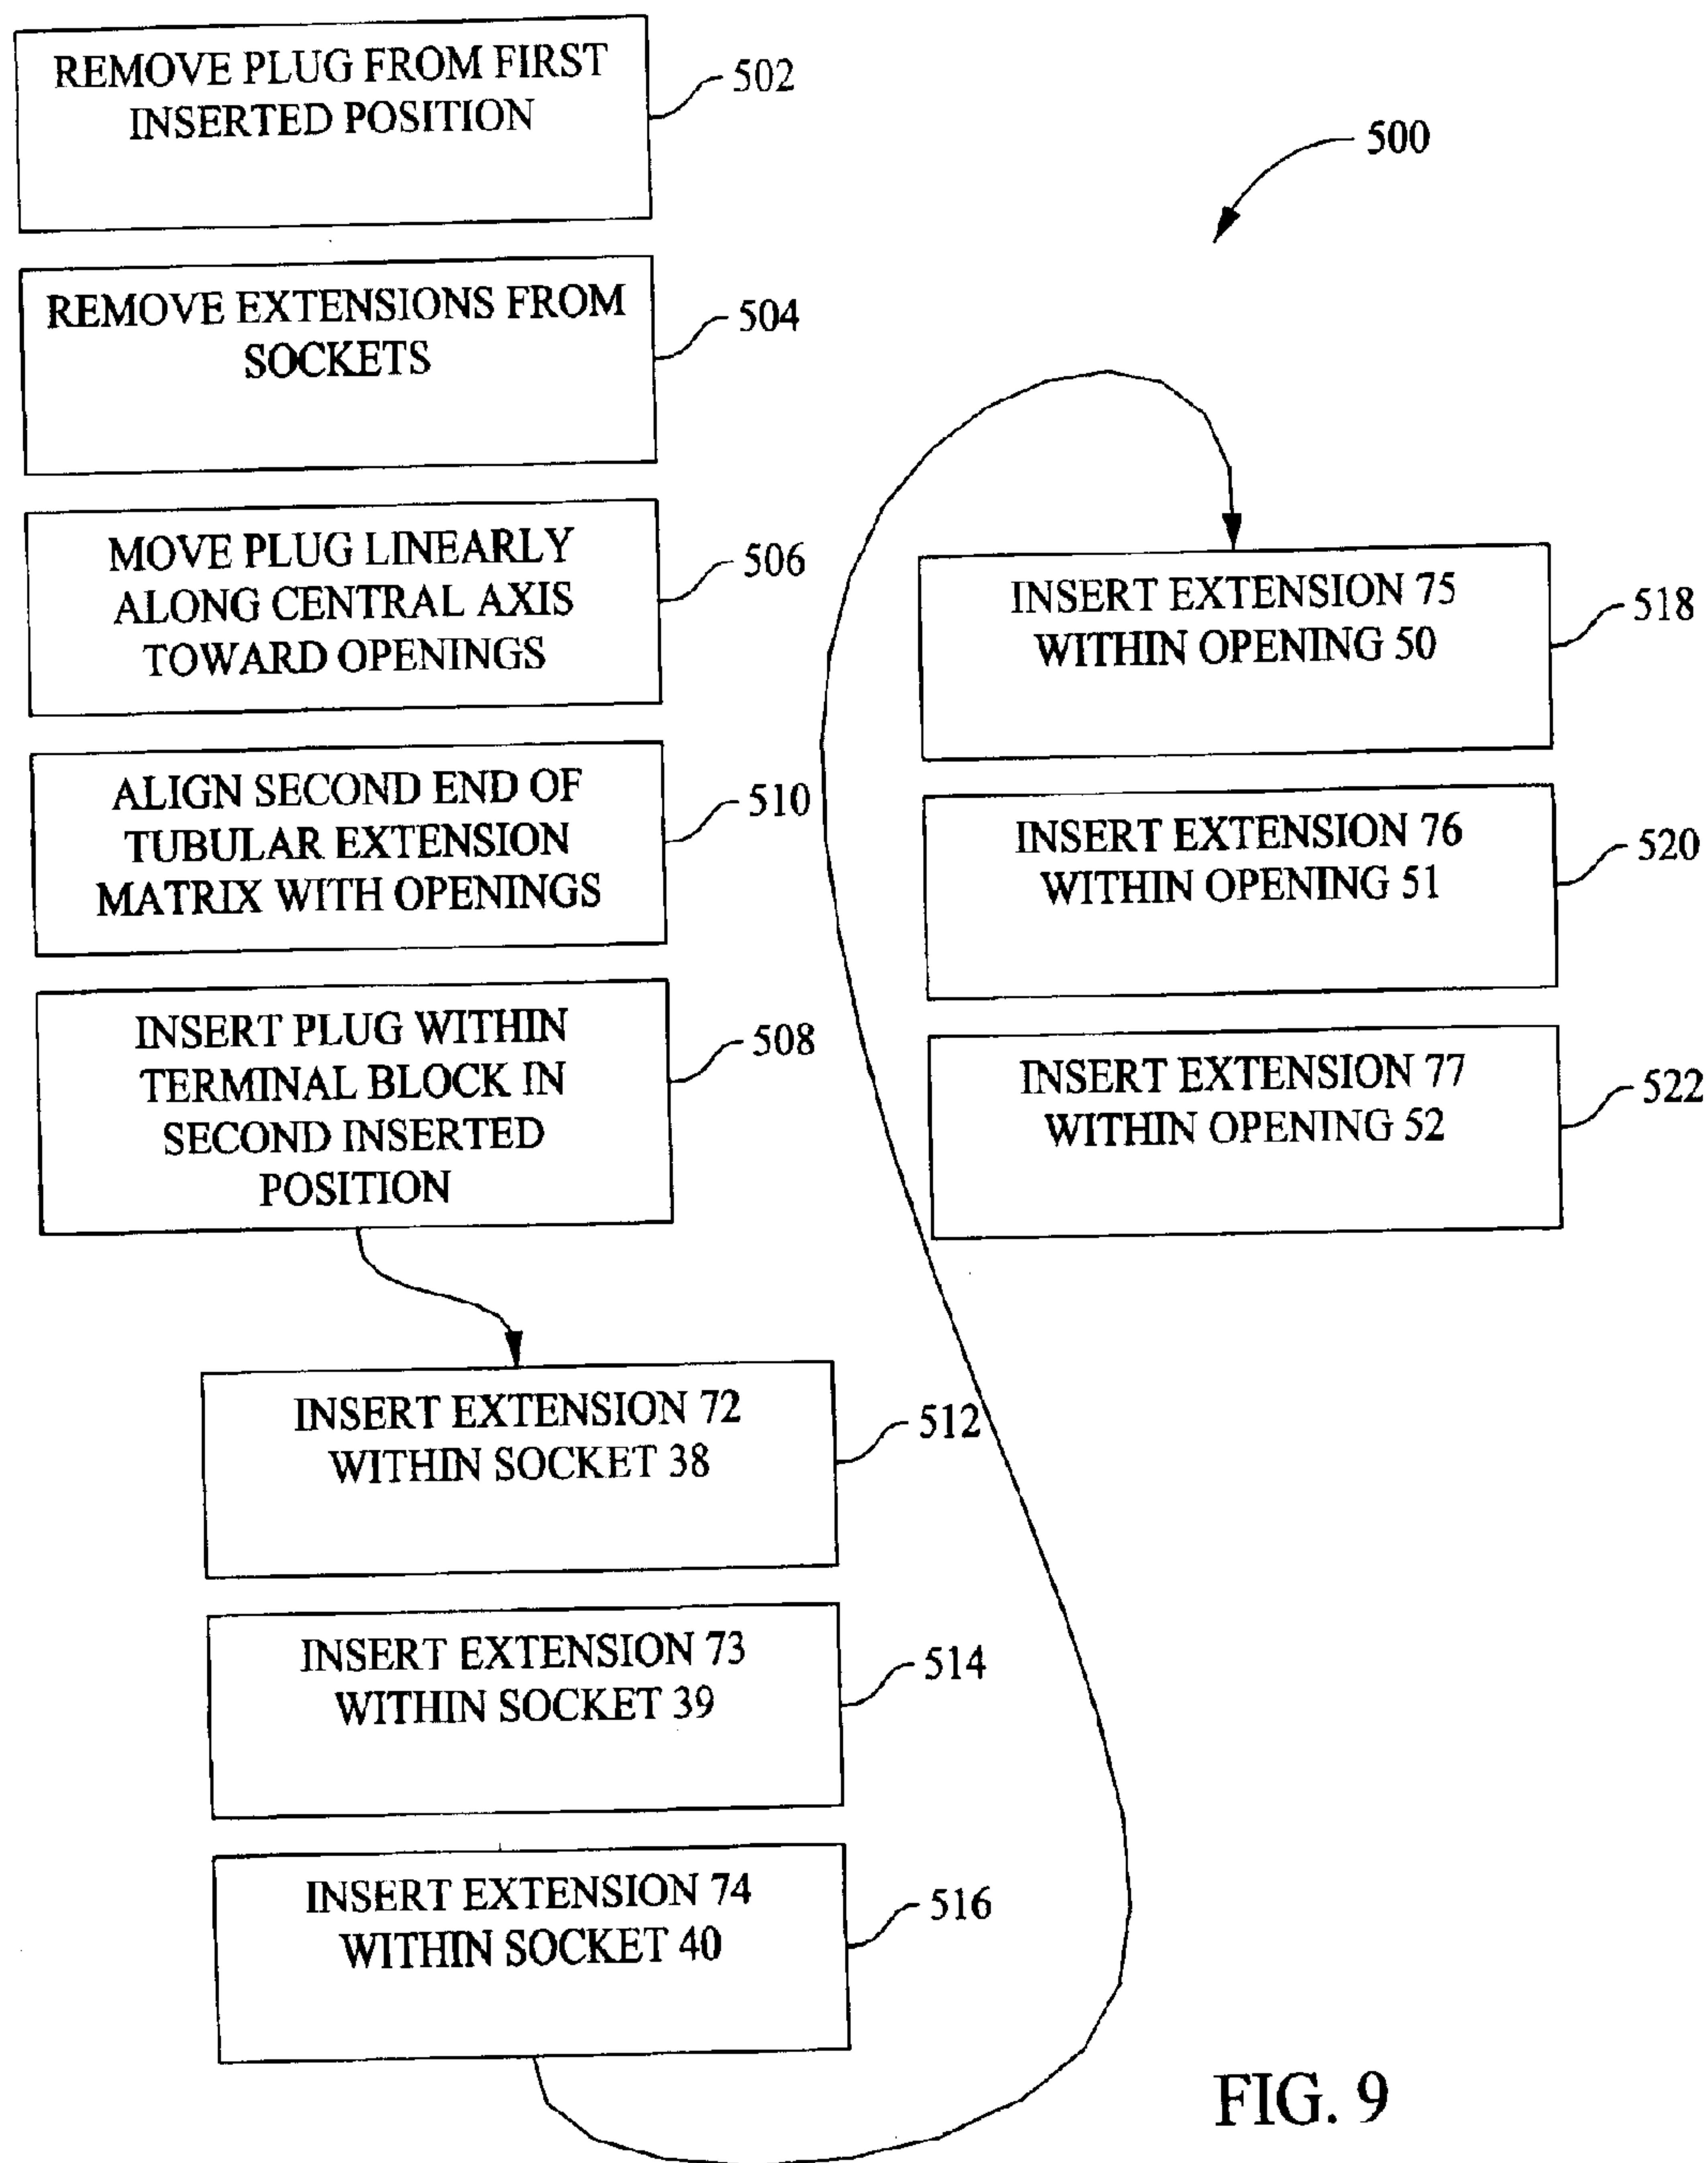 REMOVE PLUG FROM FIRST
INSERTED POSITION
502
500
REMOVE EXTENSIONS FROM
SOCKETS
504
MOVE PLUG LINEARLY
ALONG CENTRAL AXIS
TOWARD OPENINGS
506
ALIGN SECOND END OF
TUBULAR EXTENSION
MATRIX WITH OPENINGS
510
INSERT PLUG WITHIN
TERMINAL BLOCK IN
SECOND INSERTED
POSITION
508
INSERT EXTENSION 72
WITHIN SOCKET 38
512
INSERT EXTENSION 73
WITHIN SOCKET 39
514
INSERT EXTENSION 74
WITHIN SOCKET 40
516
INSERT EXTENSION 75
WITHIN OPENING 50
518
INSERT EXTENSION 76
WITHIN OPENING 51
520
INSERT EXTENSION 77
WITHIN OPENING 52
522
FIG. 9